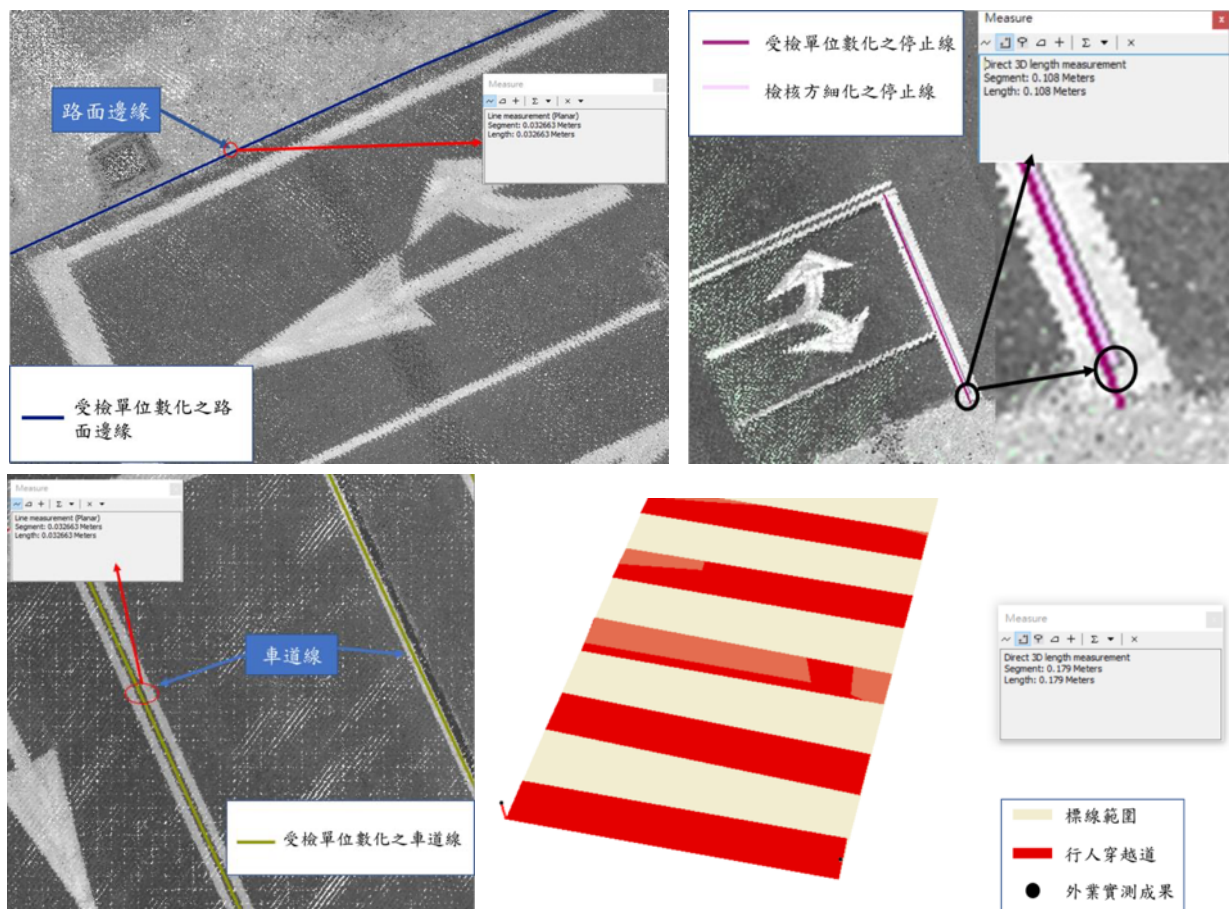 路面邊緣
Measure
Line measurement (Planar)
Segment: 0.032663 Meters
Length: 0.032663 Meters
受檢單位數化之路
面邊緣
受檢單位數化之停止線
檢核方細化之停止線
Measure
Direct 3D length measurement
Segment: 0.108 Meters
Length: 0.108 Meters
Measure
Line measurement (Planar)
Segment: 0.032663 Meters
Length: 0.032663 Meters
車道線
受檢單位數化之車道線
Measure
Direct 3D length measurement
Segment: 0.179 Meters
Length: 0.179 Meters
標線範圍
行人穿越道
外業實測成果